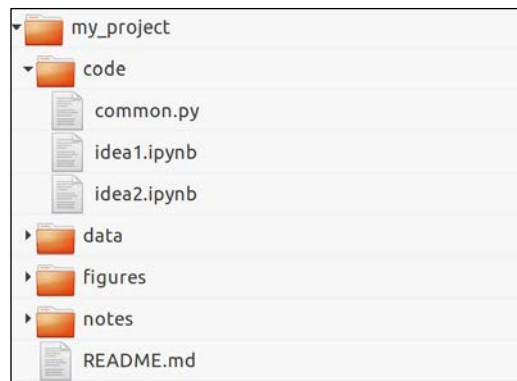 my_project
code
common.py
idea1.ipynb
idea2.ipynb
data
figures
notes
README.md